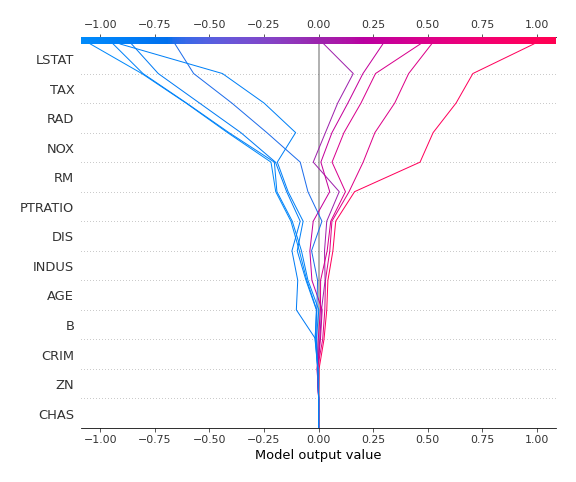 −1.00 −0.75 −0.50 −0.25 0.00 0.25 0.50 0.75 1.00
LSTAT
TAX
RAD
NOX
RM
PTRATIO
DIS
INDUS
AGE
B
CRIM
ZN
CHAS
−1.00 −0.75 −0.50 −0.25 0.00 0.25 0.50 0.75 1.00
Model output value